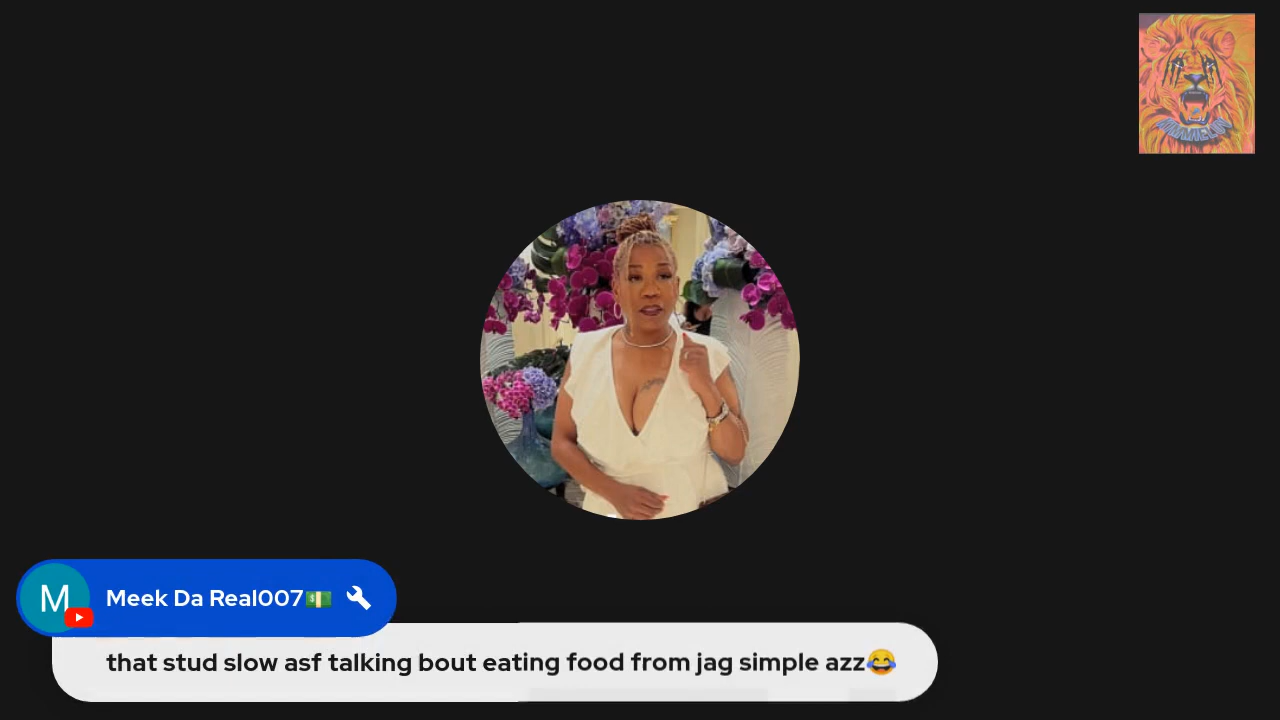 M
Meek Da Real007💵
that stud slow asf talking bout eating food from jag simple azz😂